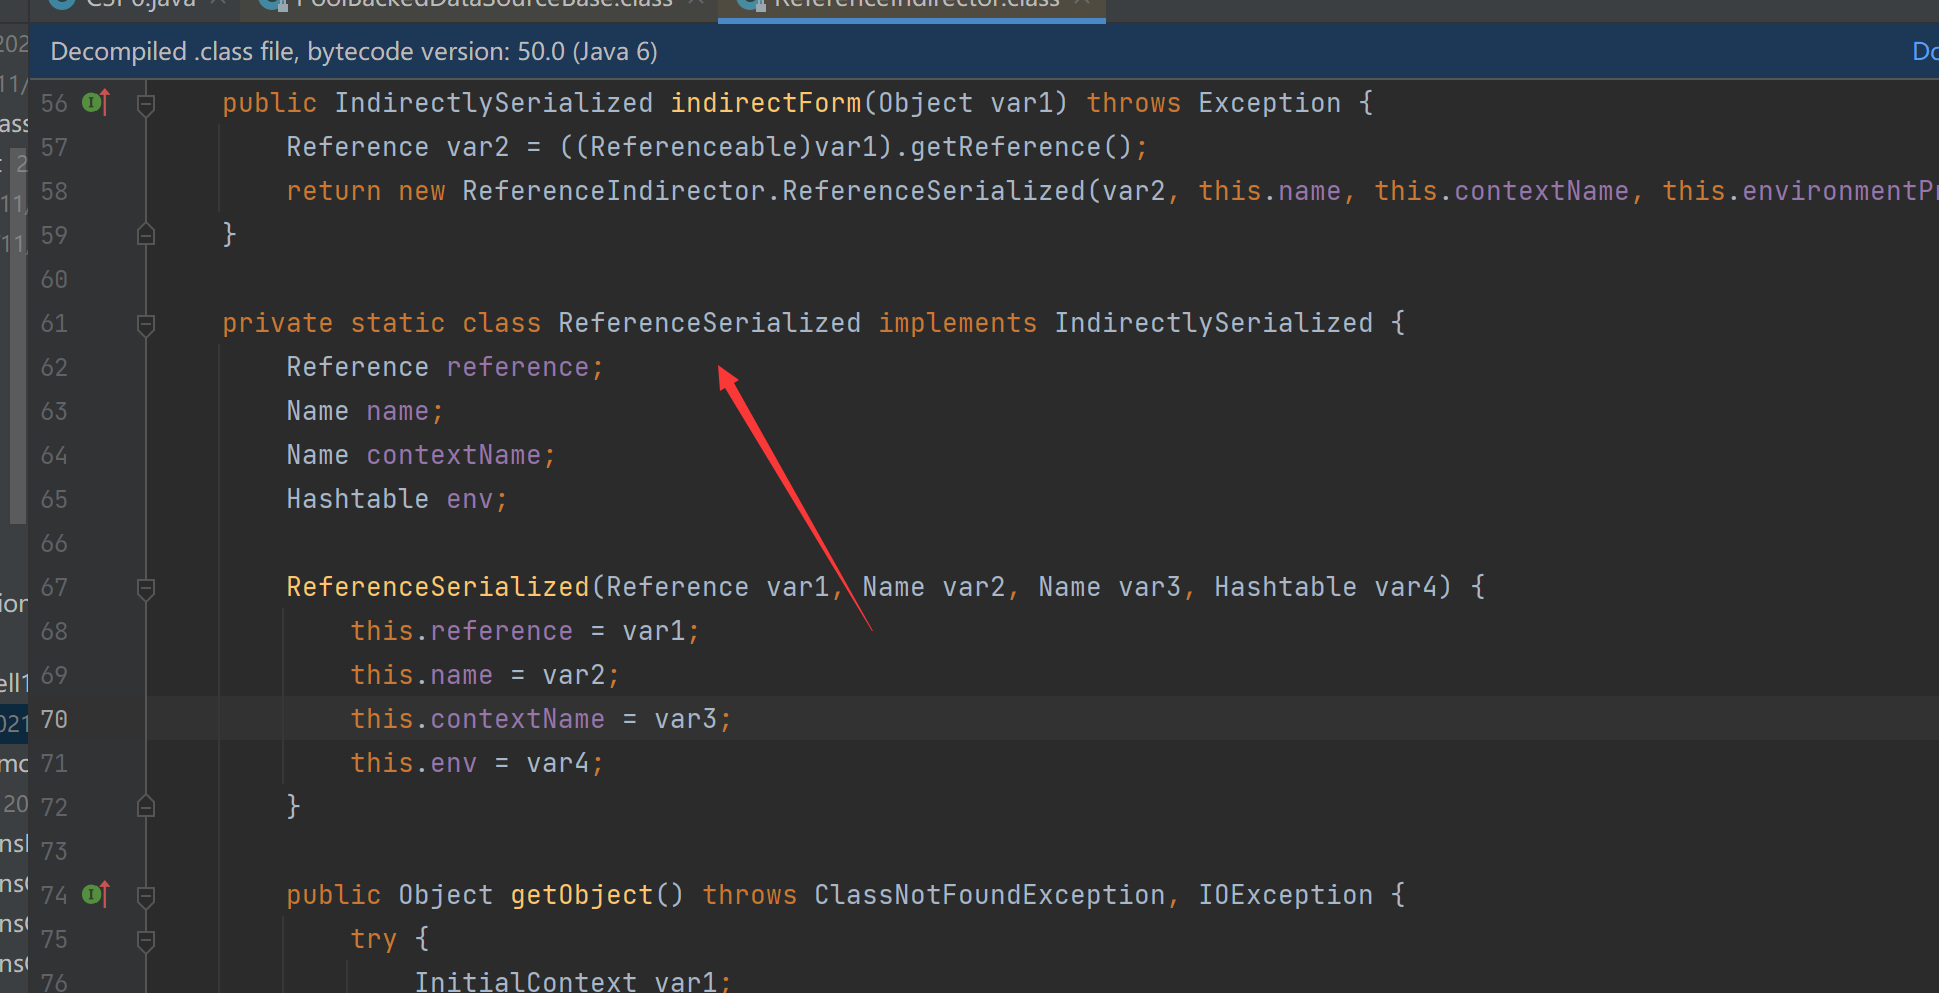 PoolBackedDataSourceBase.class
ReferenceIndirector.class
Decompiled .class file, bytecode version: 50.0 (Java 6)
56 public IndirectlySerialized indirectForm(Object var1) throws Exception {
57 Reference var2 = ((Referenceable)var1).getReference();
58 return new ReferenceIndirector.ReferenceSerialized(var2, this.name, this.contextName, this.environmentPr
59 }
60
61 private static class ReferenceSerialized implements IndirectlySerialized {
62 Reference reference;
63 Name name;
64 Name contextName;
65 Hashtable env;
66
67 ReferenceSerialized(Reference var1, Name var2, Name var3, Hashtable var4) {
68 this.reference = var1;
69 this.name = var2;
70 this.contextName = var3;
71 this.env = var4;
72 }
73
74 public Object getObject() throws ClassNotFoundException, IOException {
75 try {
76 InitialContext var1;